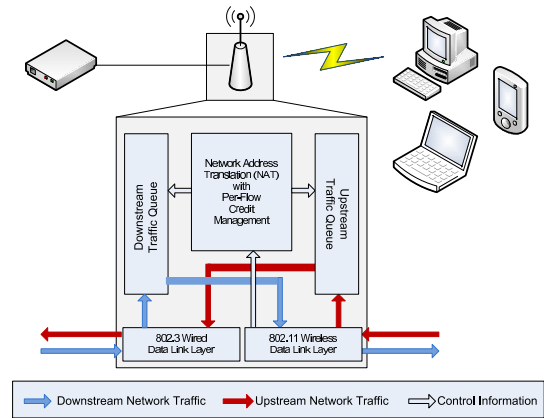 Downstream
Traffic Queue
Network Address
Translation (NAT)
with
Per-Flow
Credit
Management
Upstream
Traffic Queue
802.3 Wired
Data Link Layer
802.11 Wireless
Data Link Layer
Downstream Network Traffic
Upstream Network Traffic
Control Information